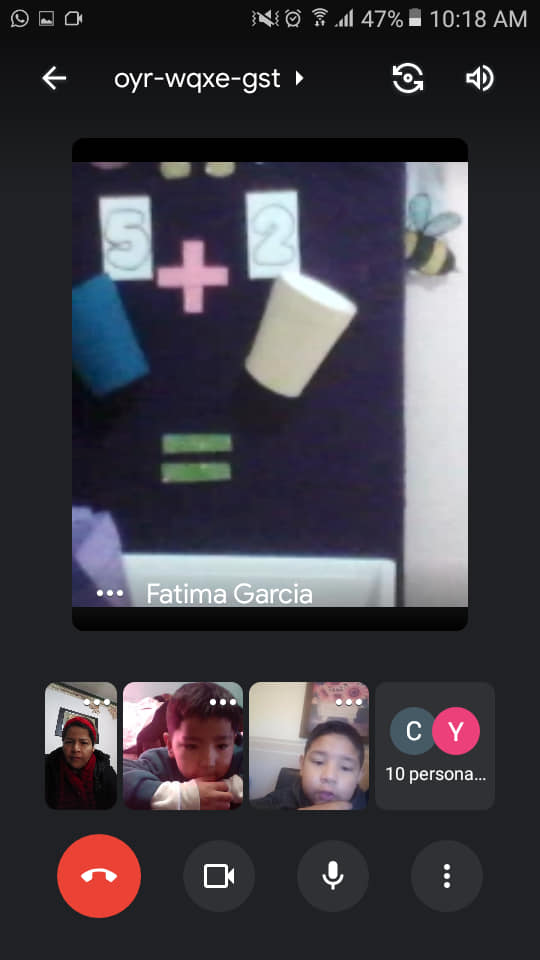 47% 10:18 AM
oyr-wqxe-gst
5 + 2
=
Fatima Garcia
C Y
10 persona...